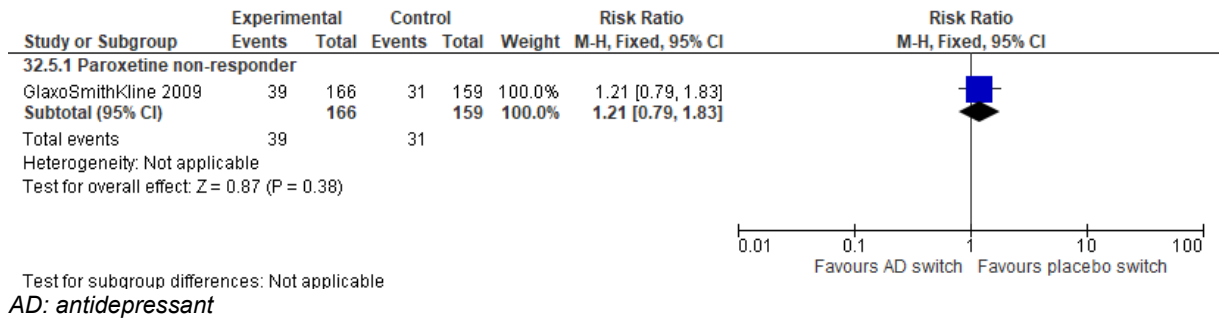 Experimental Control Risk Ratio Risk Ratio
Study or Subgroup Events Total Events Total Weight M-H, Fixed, 95% CI M-H, Fixed, 95% CI
32.5.1 Paroxetine non-responder
GlaxoSmithKline 2009 39 166 31 159 100.0% 1.21 [0.79, 1.83]
Subtotal (95% CI) 166 159 100.0% 1.21 [0.79, 1.83]
Total events 39 31
Heterogeneity: Not applicable
Test for overall effect: Z = 0.87 (P = 0.38)
0.01 0.1 1 10 100
Favours AD switch Favours placebo switch
Test for subgroup differences: Not applicable
AD: antidepressant